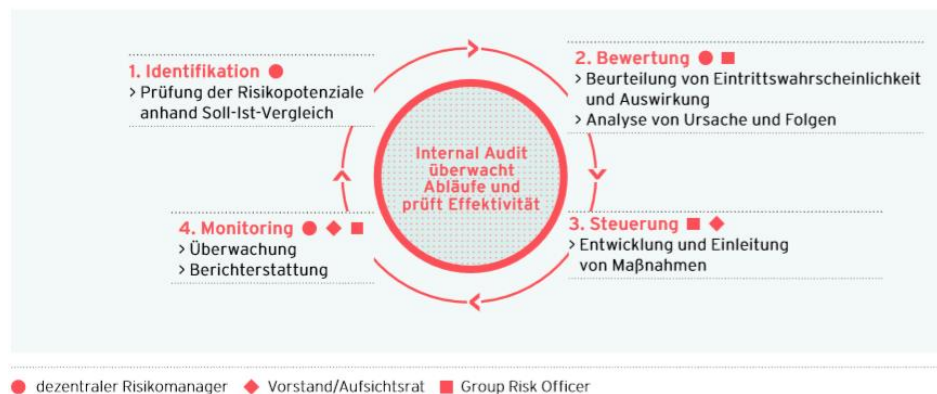 1. Identifikation
> Prüfung der Risikopotenziale
anhand Soll-Ist-Vergleich
2. Bewertung
> Beurteilung von Eintrittswahrscheinlichkeit
und Auswirkung
> Analyse von Ursache und Folgen
Internal Audit
überwacht
Abläufe und
prüft Effektivität
3. Steuerung
> Entwicklung und Einleitung
von Maßnahmen
4. Monitoring
> Überwachung
> Berichterstattung
dezentraler Risikomanager Vorstand/Aufsichtsrat Group Risk Officer